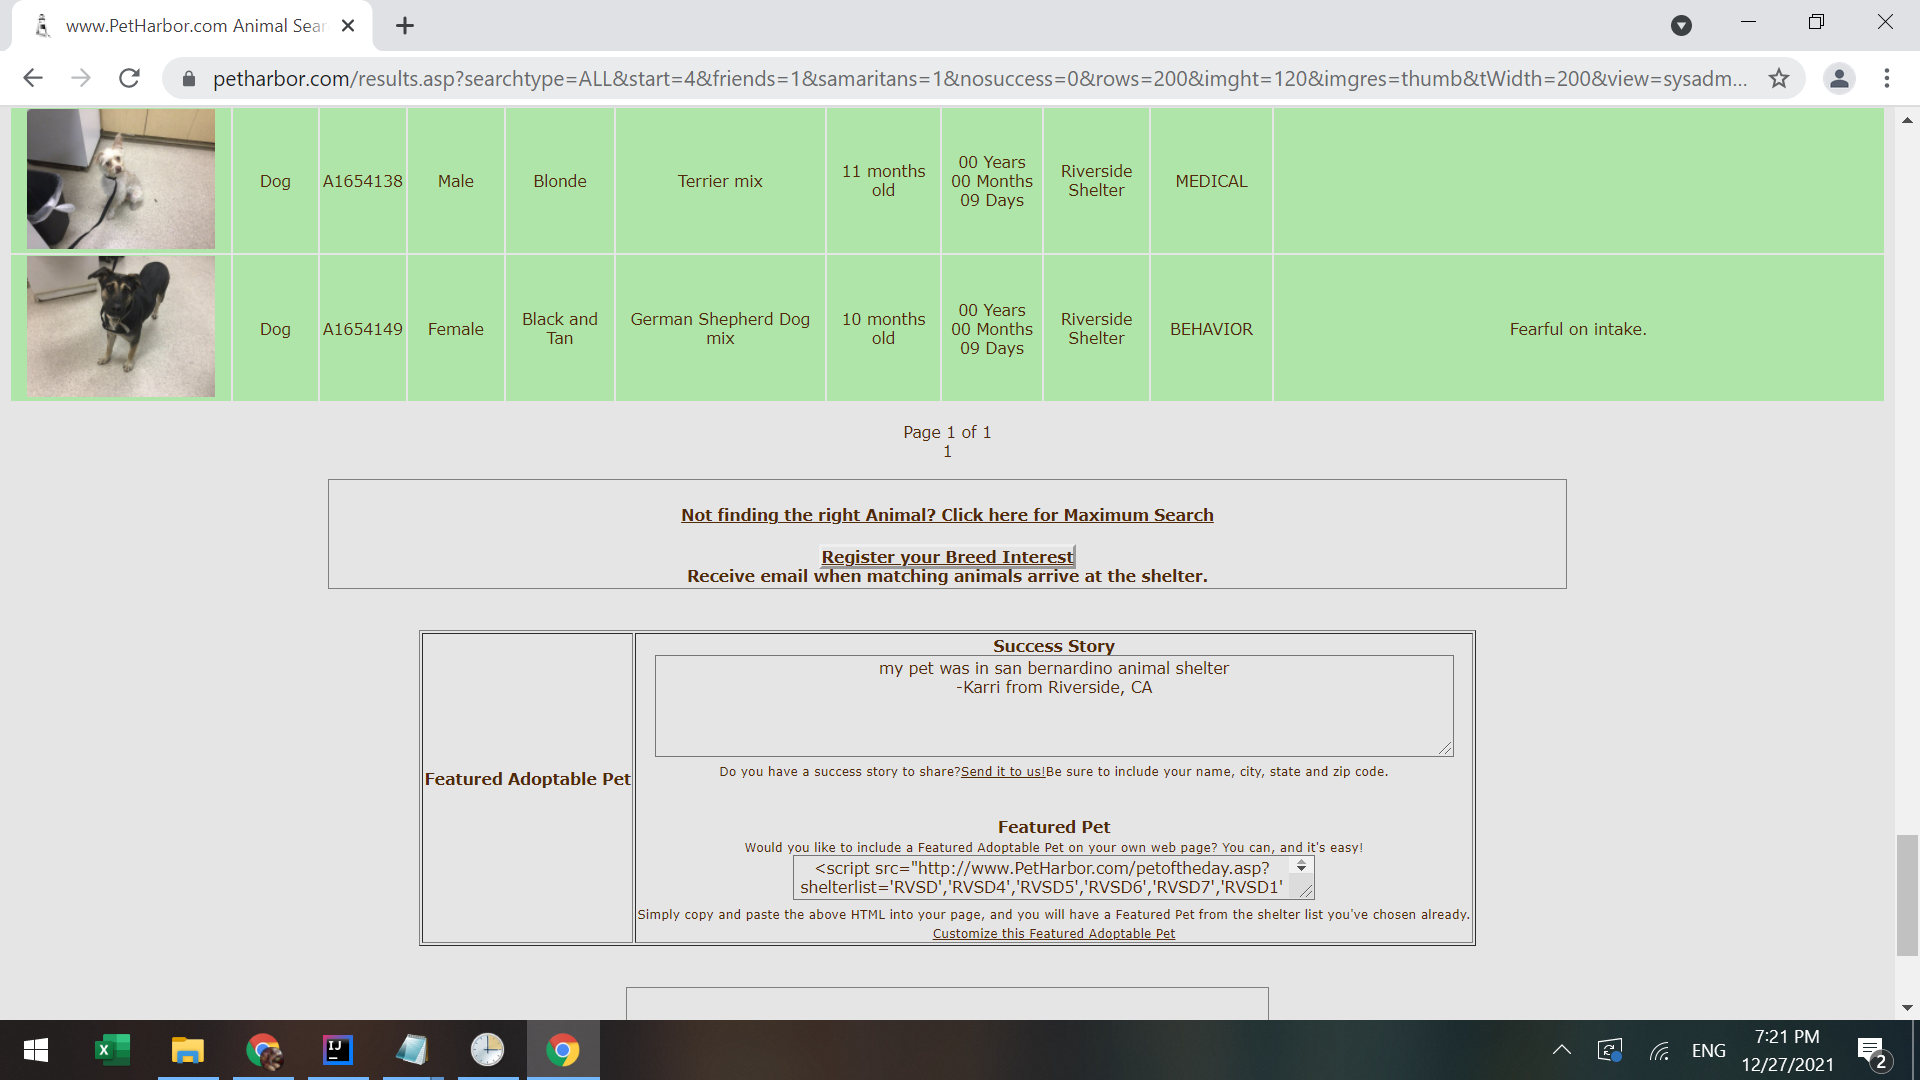 www.PetHarbor.com Animal Sear
petharbor.com/results.asp?searchtype=ALL&start=4&friends=1&samaritans=1&nosuccess=0&rows=200&imght=120&imgres=thumb&tWidth=200&view=sysadm...
Dog
A1654138
Male
Blonde
Terrier mix
11 months
old
00 Years
00 Months
09 Days
Riverside
Shelter
MEDICAL
Dog
A1654149
Female
Black and
Tan
German Shepherd Dog
mix
10 months
old
00 Years
00 Months
09 Days
Riverside
Shelter
BEHAVIOR
Fearful on intake.
Page 1 of 1
1
Not finding the right Animal? Click here for Maximum Search
Register your Breed Interest
Receive email when matching animals arrive at the shelter.
Featured Adoptable Pet
Success Story
my pet was in san bernardino animal shelter
-Karri from Riverside, CA
Do you have a success story to share?Send it to us!Be sure to include your name, city, state and zip code.
Featured Pet
Would you like to include a Featured Adoptable Pet on your own web page? You can, and it's easy!
<script src="http://www.PetHarbor.com/petoftheday.asp?
shelterlist='RVSD','RVSD4','RVSD5','RVSD6','RVSD7','RVSD1'
Simply copy and paste the above HTML into your page, and you will have a Featured Pet from the shelter list you've chosen already.
Customize this Featured Adoptable Pet
X
IJ
ENG
7:21 PM
12/27/2021
2